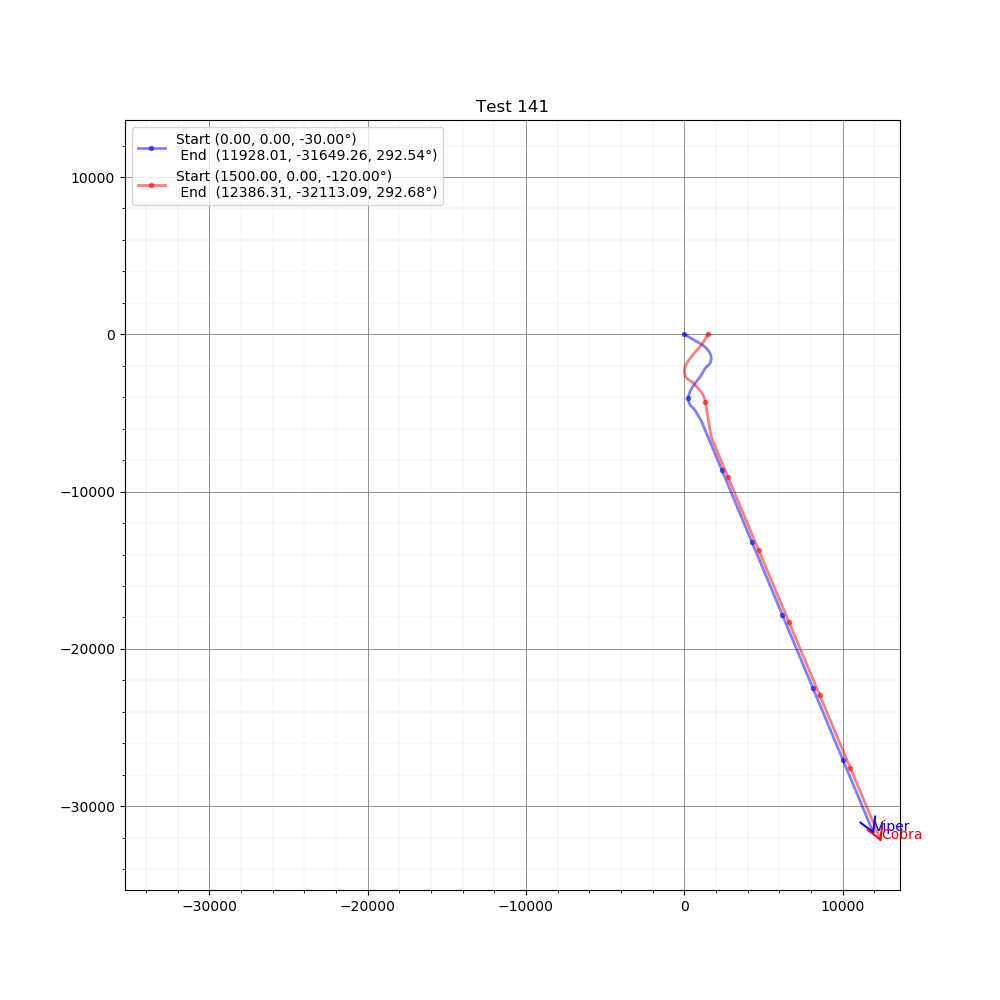 Test 141
Start (0.00, 0.00, -30.00°)
End  (11928.01, -31649.26, 292.54°)
Start (1500.00, 0.00, -120.00°)
End  (12386.31, -32113.09, 292.68°)
10000
0
−10000
−20000
−30000
Viper
Cobra
−30000
−20000
−10000
0
10000